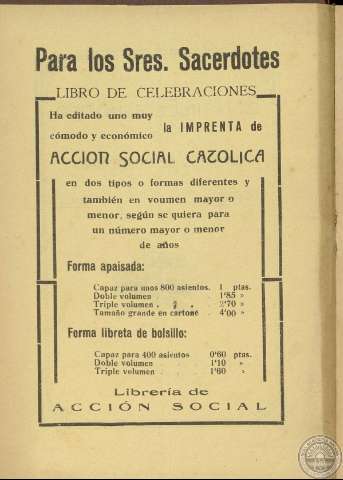 Para los Sres. Sacerdotes
LIBRO DE CELEBRACIONES
Ha editado uno muy
cómodo y económico
la IMPRENTA de
ACCION SOCIAL CAZOLICA
en dos tipos o formas diferentes y
también en voumen mayor o
menor, según se quiera para
un número mayor o menor
de años
Forma apaisada:
Capaz para unos 800 asientos. 1 ptas.
Doble volumen 1'85 »
Triple volumen . . 2'70 »
Tamaño grande en cartoné . 4'00 »
Forma libreta de bolsillo:
Capaz para 400 asientos 0'60 ptas.
Doble volumen 1'10 »
Triple volumen 1'60 »
Librería de
ACCIÓN SOCIAL